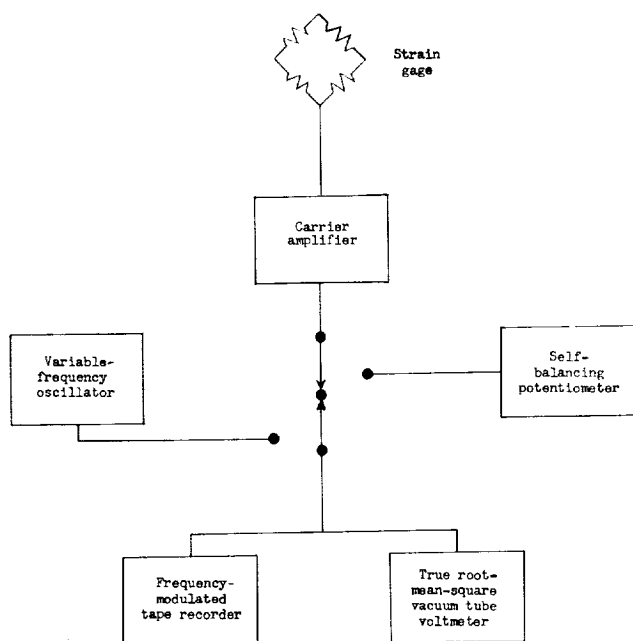 Strain
gage
Carrier
amplifier
Variable-
frequency
oscillator
Self-
balancing
potentiometer
Frequency-
modulated
tape recorder
True root-
mean-square
vacuum tube
voltmeter